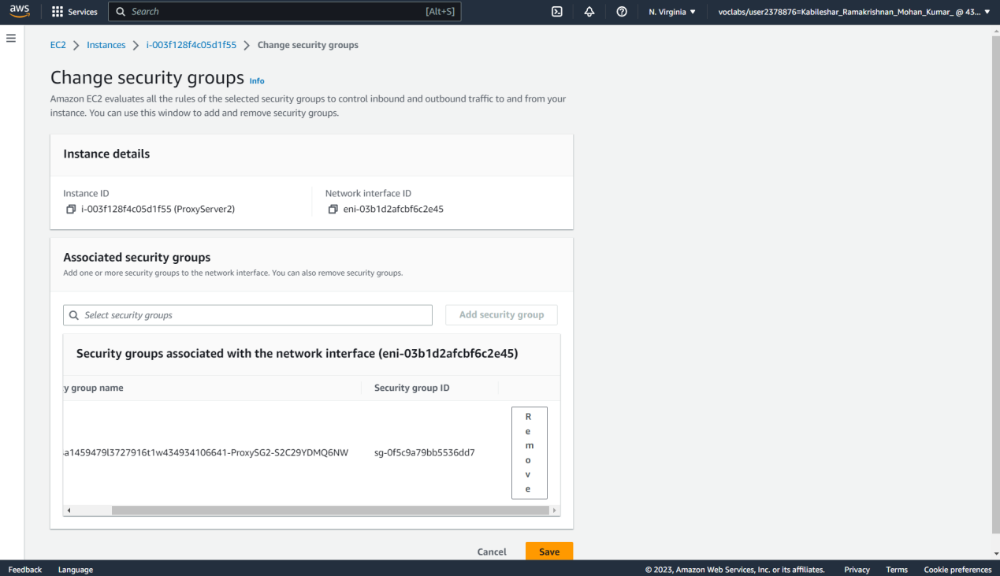 aws
Services
Search [Alt+S]
N. Virginia
voclabs/user2378876=Kabileshar_Ramakrishnan_Mohan_Kumar_ @ 43...
EC2 > Instances > i-003f128f4c05d1f55 > Change security groups
Change security groups Info
Amazon EC2 evaluates all the rules of the selected security groups to control inbound and outbound traffic to and from your
instance. You can use this window to add and remove security groups.
Instance details
Instance ID
i-003f128f4c05d1f55 (ProxyServer2)
Network interface ID
eni-03b1d2afcbf6c2e45
Associated security groups
Add one or more security groups to the network interface. You can also remove security groups.
Select security groups
Add security group
Security groups associated with the network interface (eni-03b1d2afcbf6c2e45)
y group name
Security group ID
a1459479l3727916t1w434934106641-ProxySG2-S2C29YDMQ6NW
sg-0f5c9a79bb5536dd7
Remove
Cancel
Save
Feedback
Language
© 2023, Amazon Web Services, Inc. or its affiliates.
Privacy
Terms
Cookie preferences